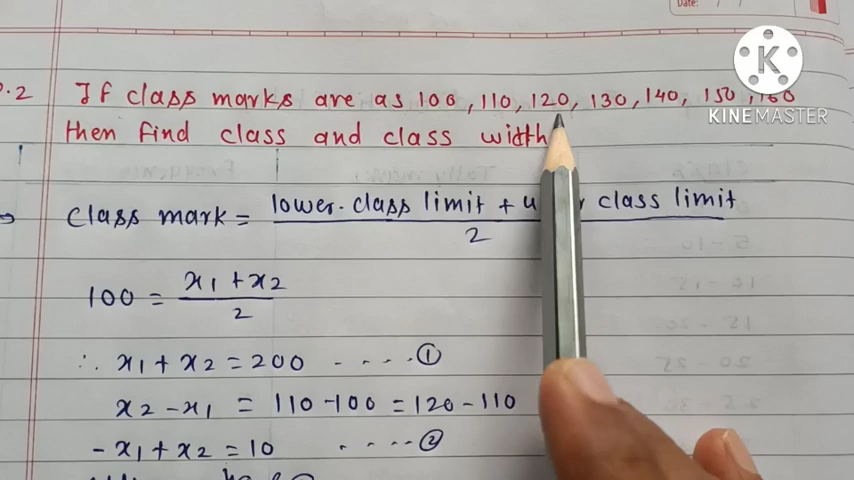 Date: / /
KINEMASTER
.2 If class marks are as 100, 110, 120, 130, 140, 150, 160
then find class and class width
class mark = lower class limit + class limit / 2
100 = x1 + x2 / 2
∴ x1 + x2 = 200 ..... ①
x2 - x1 = 110 - 100 = 120 - 110
- x1 + x2 = 10 ..... ②